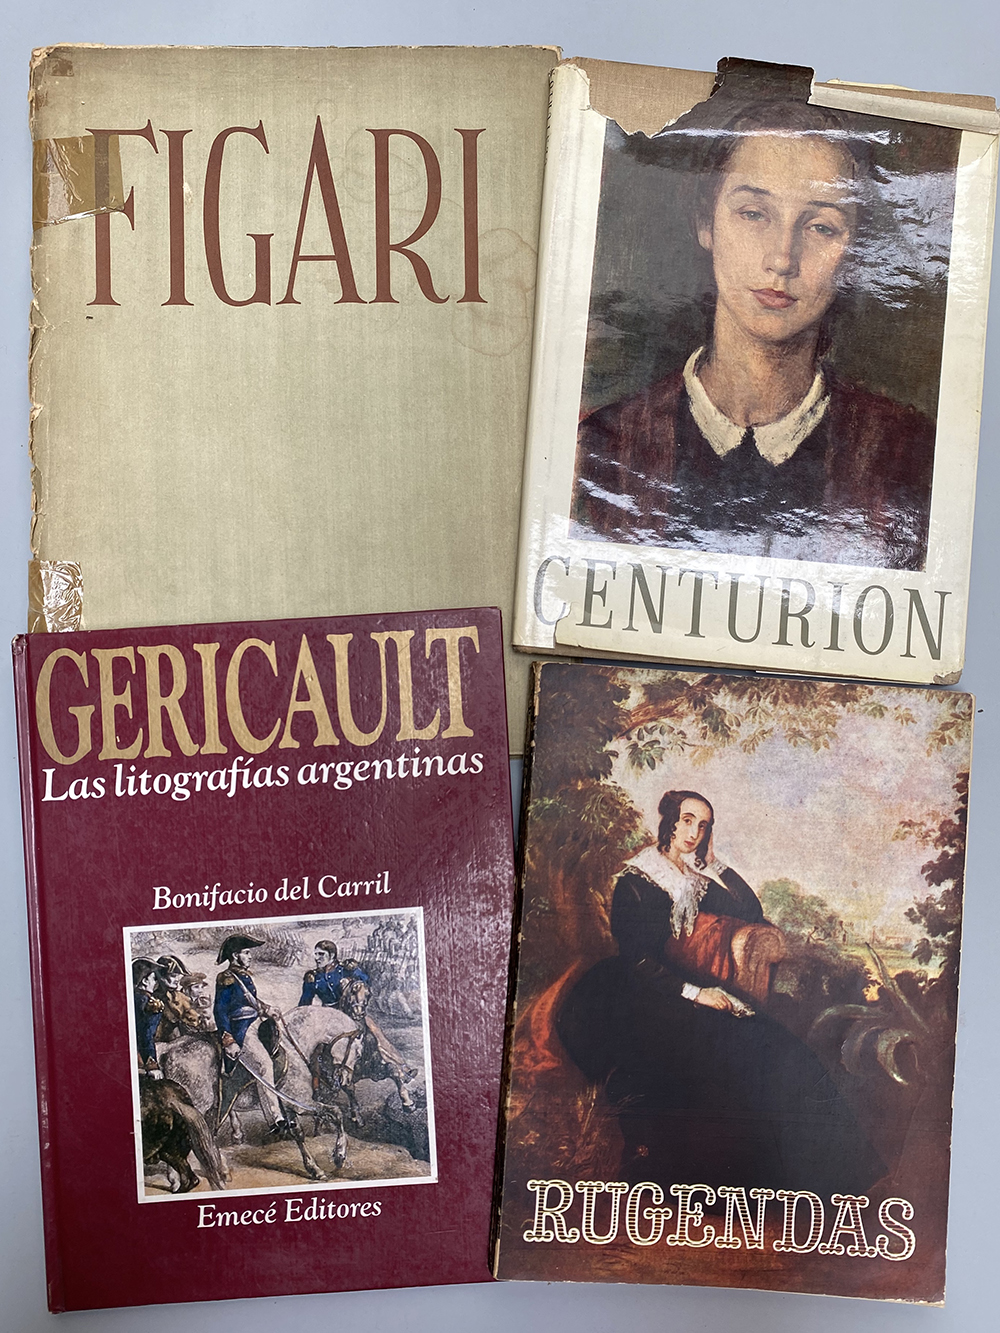 FIGARI
CENTURION
GERICAULT
Las litografías argentinas
Bonifacio del Carril
Emecé Editores
RUGENDAS